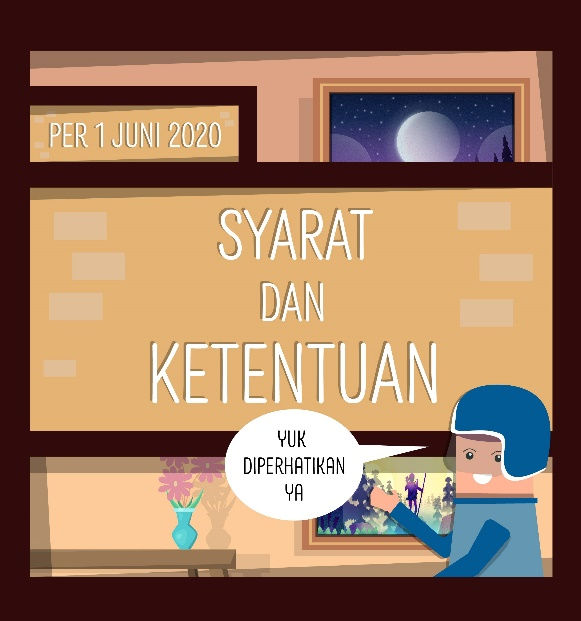 PER 1 JUNI 2020
SYARAT
DAN
KETENTUAN
YUK
DIPERHATIKAN
YA